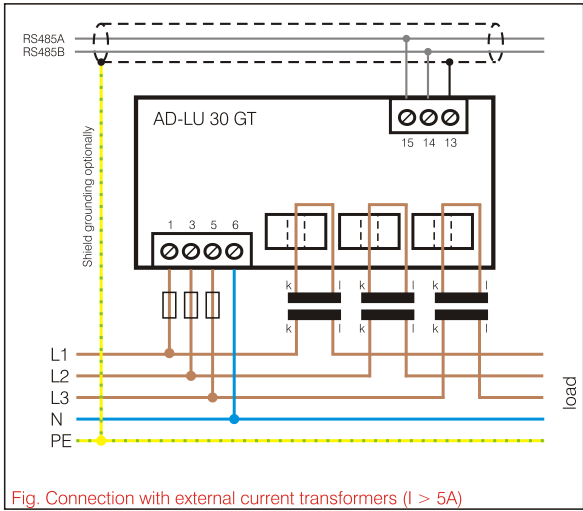 RS485A
RS485B
AD-LU 30 GT
15 14 13
Shield grounding optionally
1 3 5 6
k l k l k l
k l k l k l
L1
L2
L3
N
PE
load
Fig. Connection with external current transformers (I > 5A)